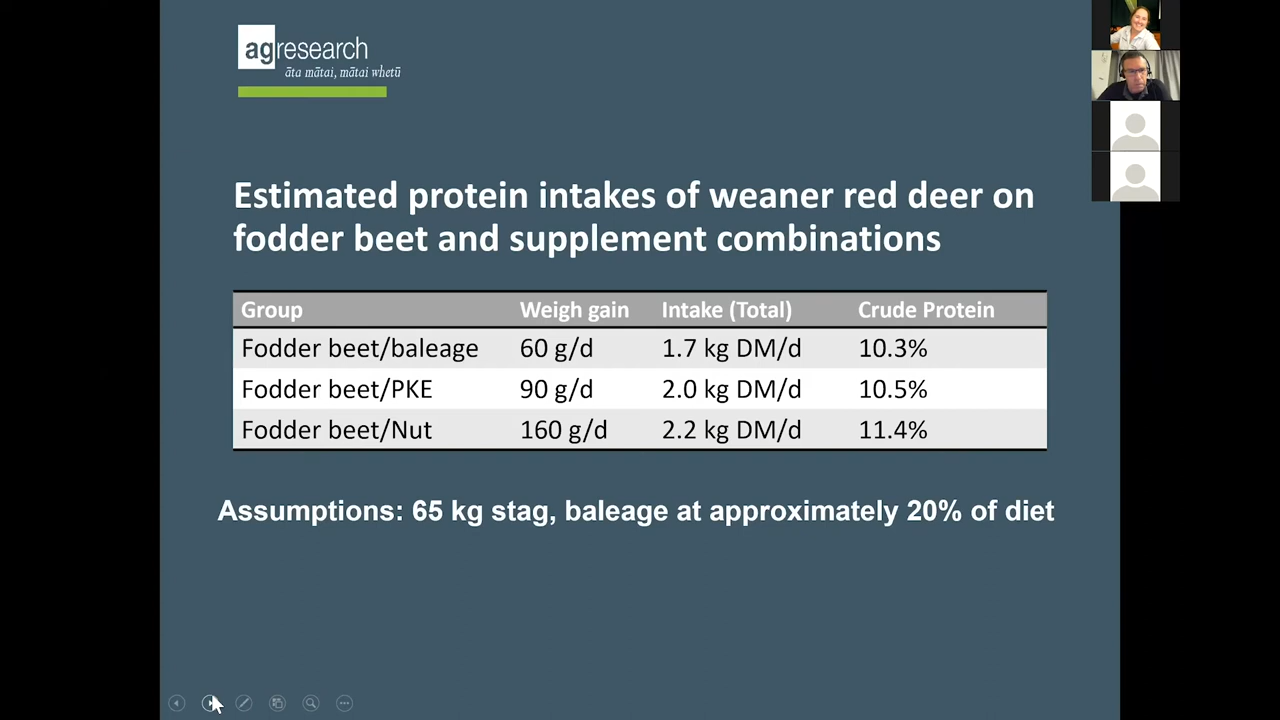 agresearch
āta mātai, mātai whetū
Estimated protein intakes of weaner red deer on
fodder beet and supplement combinations
Group Weigh gain Intake (Total) Crude Protein
Fodder beet/baleage 60 g/d 1.7 kg DM/d 10.3%
Fodder beet/PKE 90 g/d 2.0 kg DM/d 10.5%
Fodder beet/Nut 160 g/d 2.2 kg DM/d 11.4%
Assumptions: 65 kg stag, baleage at approximately 20% of diet